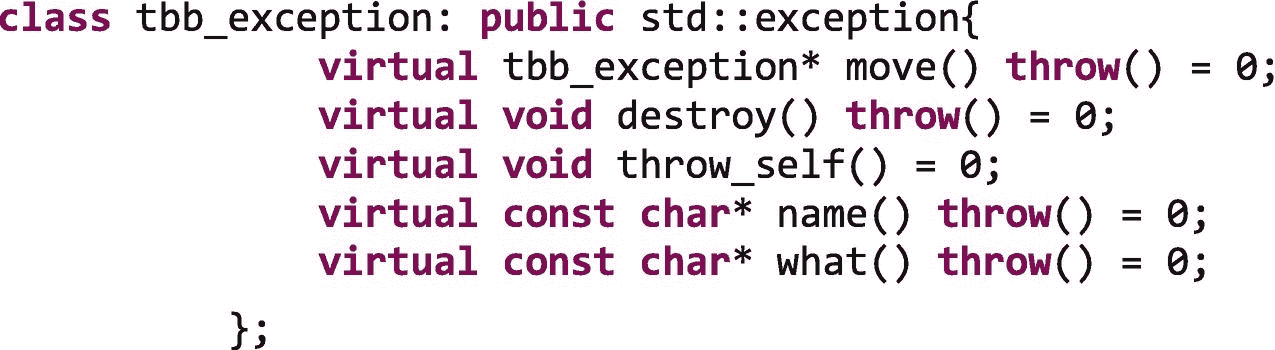 class tbb_exception: public std::exception{
virtual tbb_exception* move() throw() = 0;
virtual void destroy() throw() = 0;
virtual void throw_self() = 0;
virtual const char* name() throw() = 0;
virtual const char* what() throw() = 0;
};